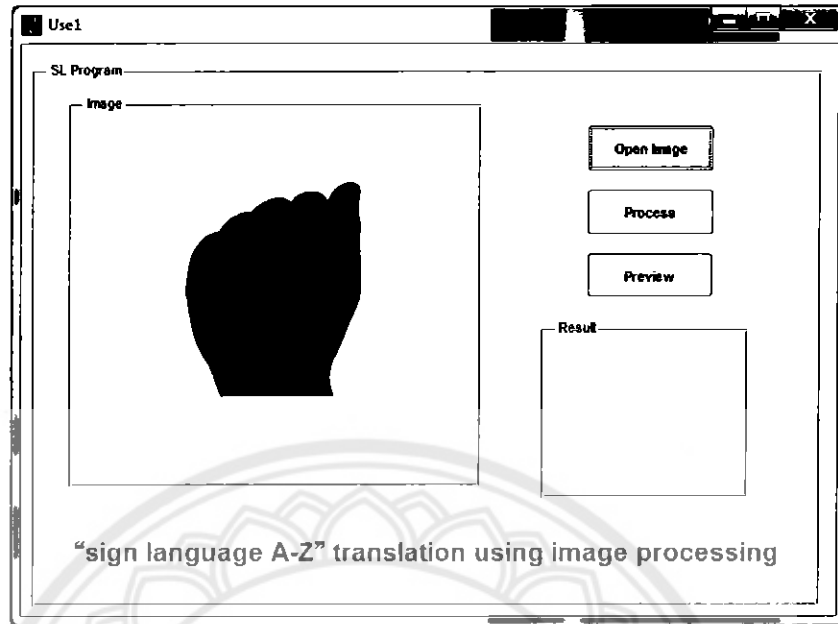 Use1
X
SL Program
Image
Open Image
Process
Preview
Result
“sign language A-Z” translation using image processing